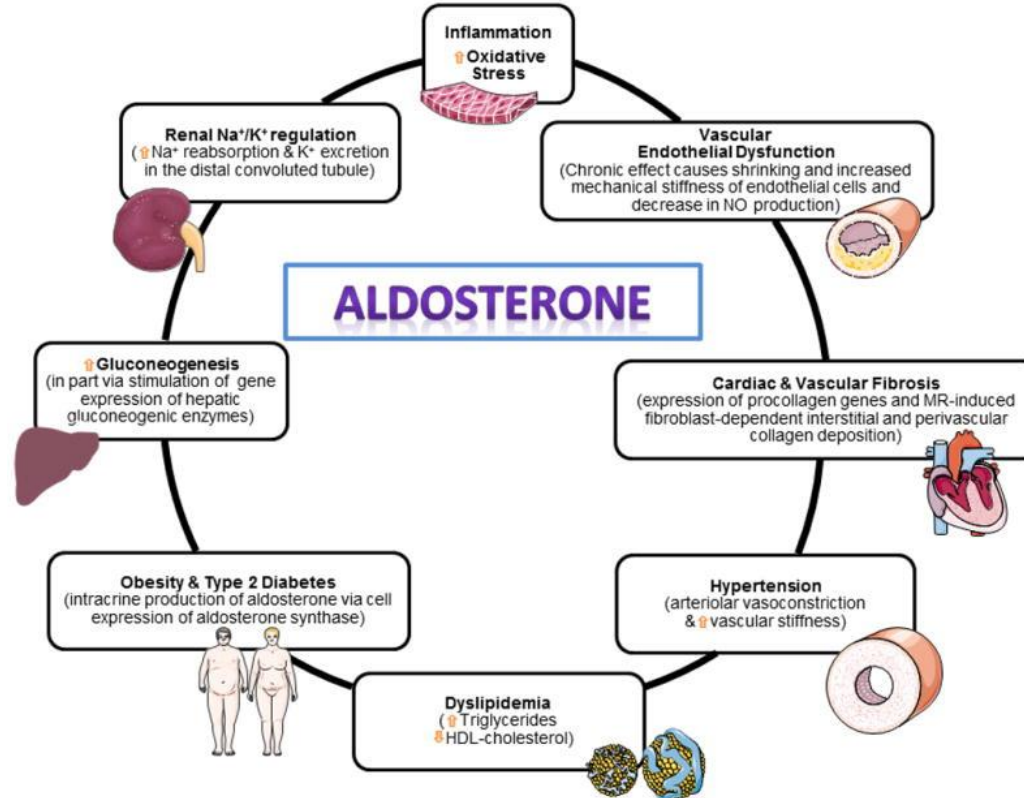 Inflammation
⇧Oxidative
Stress
Renal Na⁺/K⁺ regulation
(⇧Na⁺ reabsorption & K⁺ excretion
in the distal convoluted tubule)
Vascular
Endothelial Dysfunction
(Chronic effect causes shrinking and increased
mechanical stiffness of endothelial cells and
decrease in NO production)
ALDOSTERONE
⇧Gluconeogenesis
(in part via stimulation of gene
expression of hepatic
gluconeogenic enzymes)
Cardiac & Vascular Fibrosis
(expression of procollagen genes and MR-induced
fibroblast-dependent interstitial and perivascular
collagen deposition)
Obesity & Type 2 Diabetes
(intracrine production of aldosterone via cell
expression of aldosterone synthase)
Hypertension
(arteriolar vasoconstriction
&⇧vascular stiffness)
Dyslipidemia
(⇧Triglycerides
⇩HDL-cholesterol)